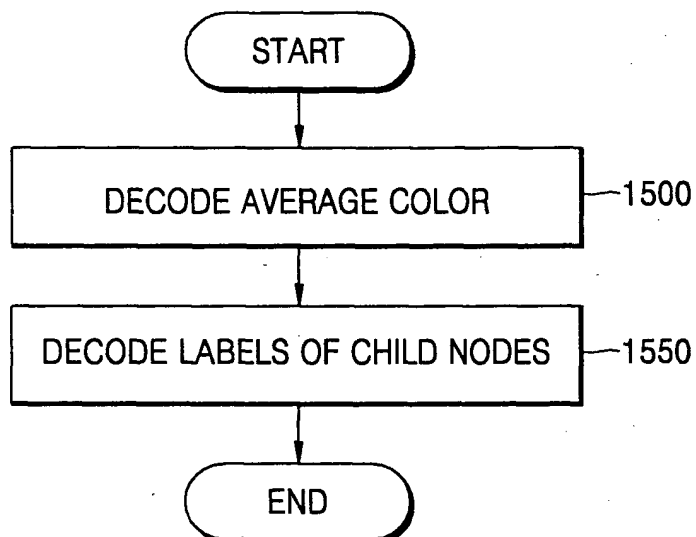 START
DECODE AVERAGE COLOR
1500
DECODE LABELS OF CHILD NODES
1550
END